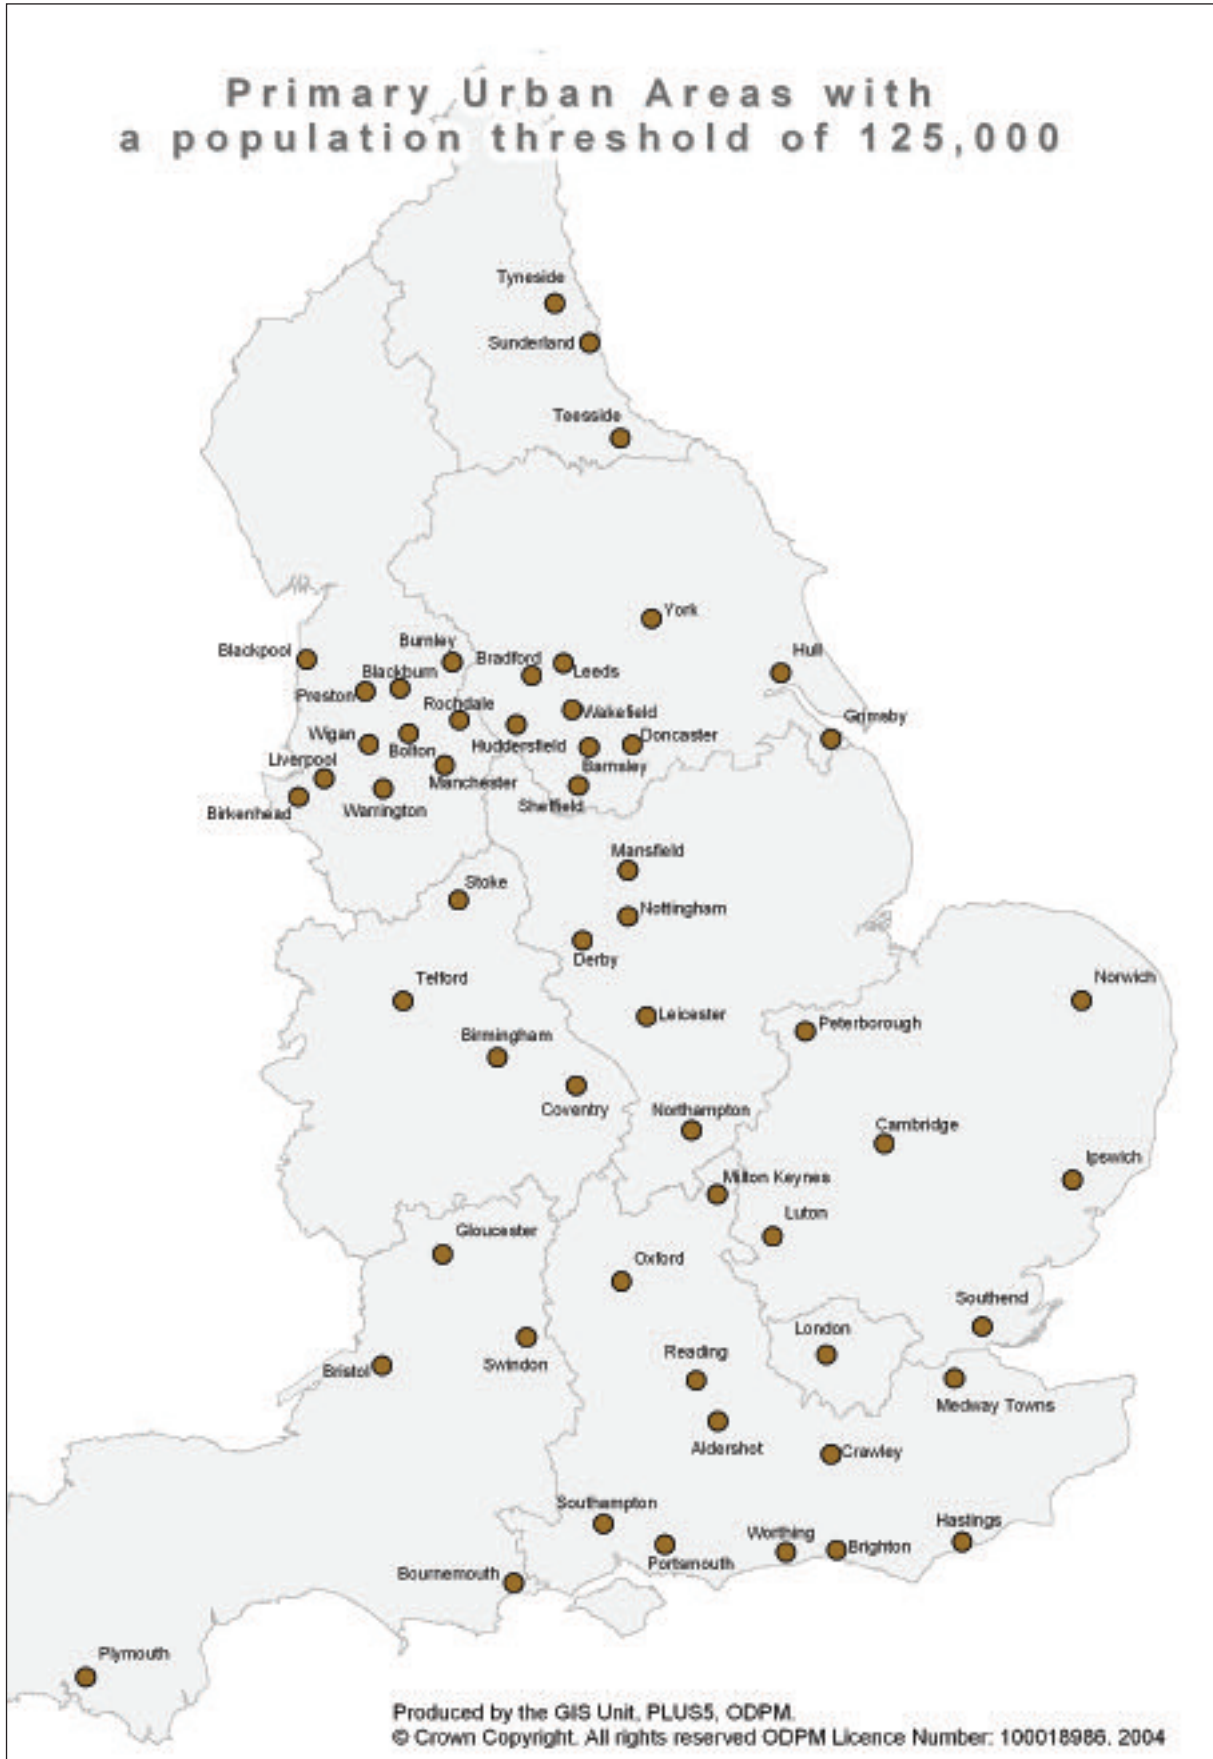 Primary Urban Areas with
a population threshold of 125,000
Tyneside
Sunderland
Teesside
York
Hull
Blackpool
Burnley
Bradford
Leeds
Blackburn
Preston
Rochdale
Wakefield
Grimsby
Wigan
Bolton
Huddersfield
Doncaster
Liverpool
Manchester
Barnsley
Birkenhead
Warrington
Sheffield
Mansfield
Stoke
Nottingham
Derby
Telford
Norwich
Leicester
Peterborough
Birmingham
Coventry
Northampton
Cambridge
Ipswich
Milton Keynes
Luton
Gloucester
Oxford
Southend
London
Reading
Swindon
Bristol
Medway Towns
Aldershot
Crawley
Southampton
Hastings
Worthing
Brighton
Portsmouth
Bournemouth
Plymouth
Produced by the GIS Unit, PLUS5, ODPM.
© Crown Copyright. All rights reserved ODPM Licence Number: 100018986. 2004